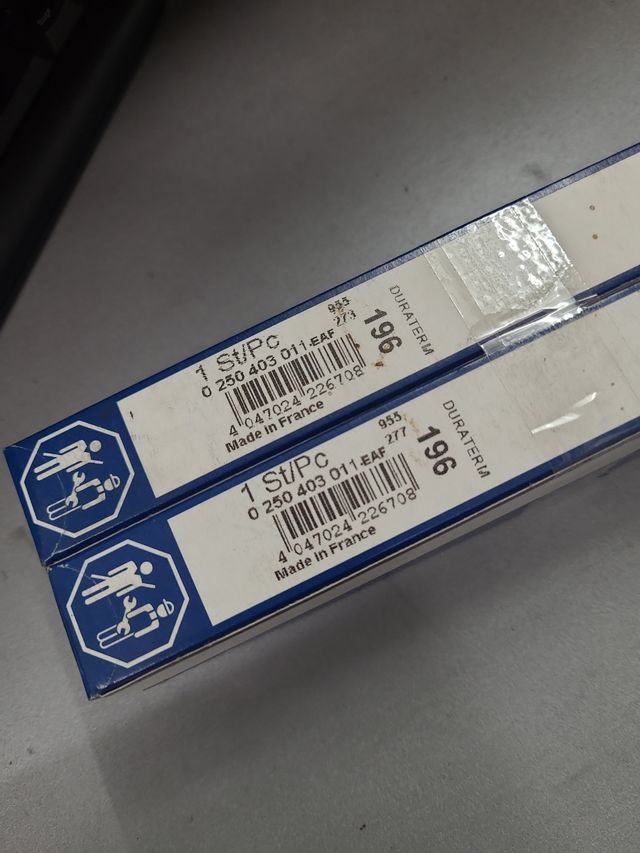 1 St/Pc
0 250 403 011-EAF
4 047024 226708
Made in France
955
273
196
DURATERM
1 St/Pc
0 250 403 011-EAF
4 047024 226708
Made in France
955
277
196
DURATERM